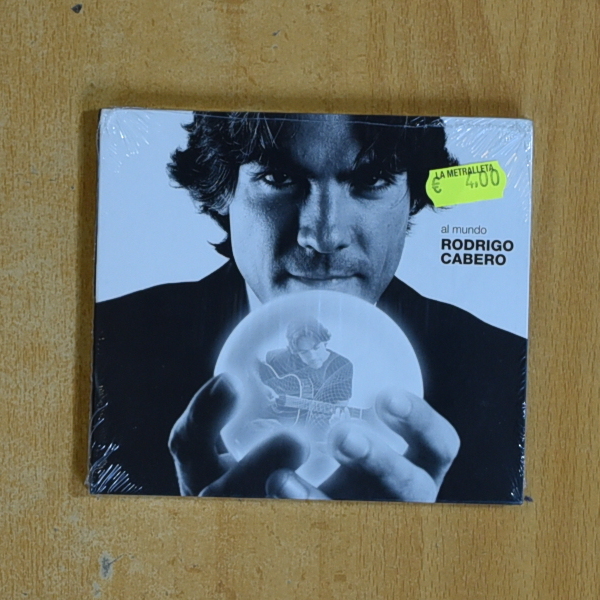 LA METRALLETA
€ 4.00
al mundo
RODRIGO
CABERO